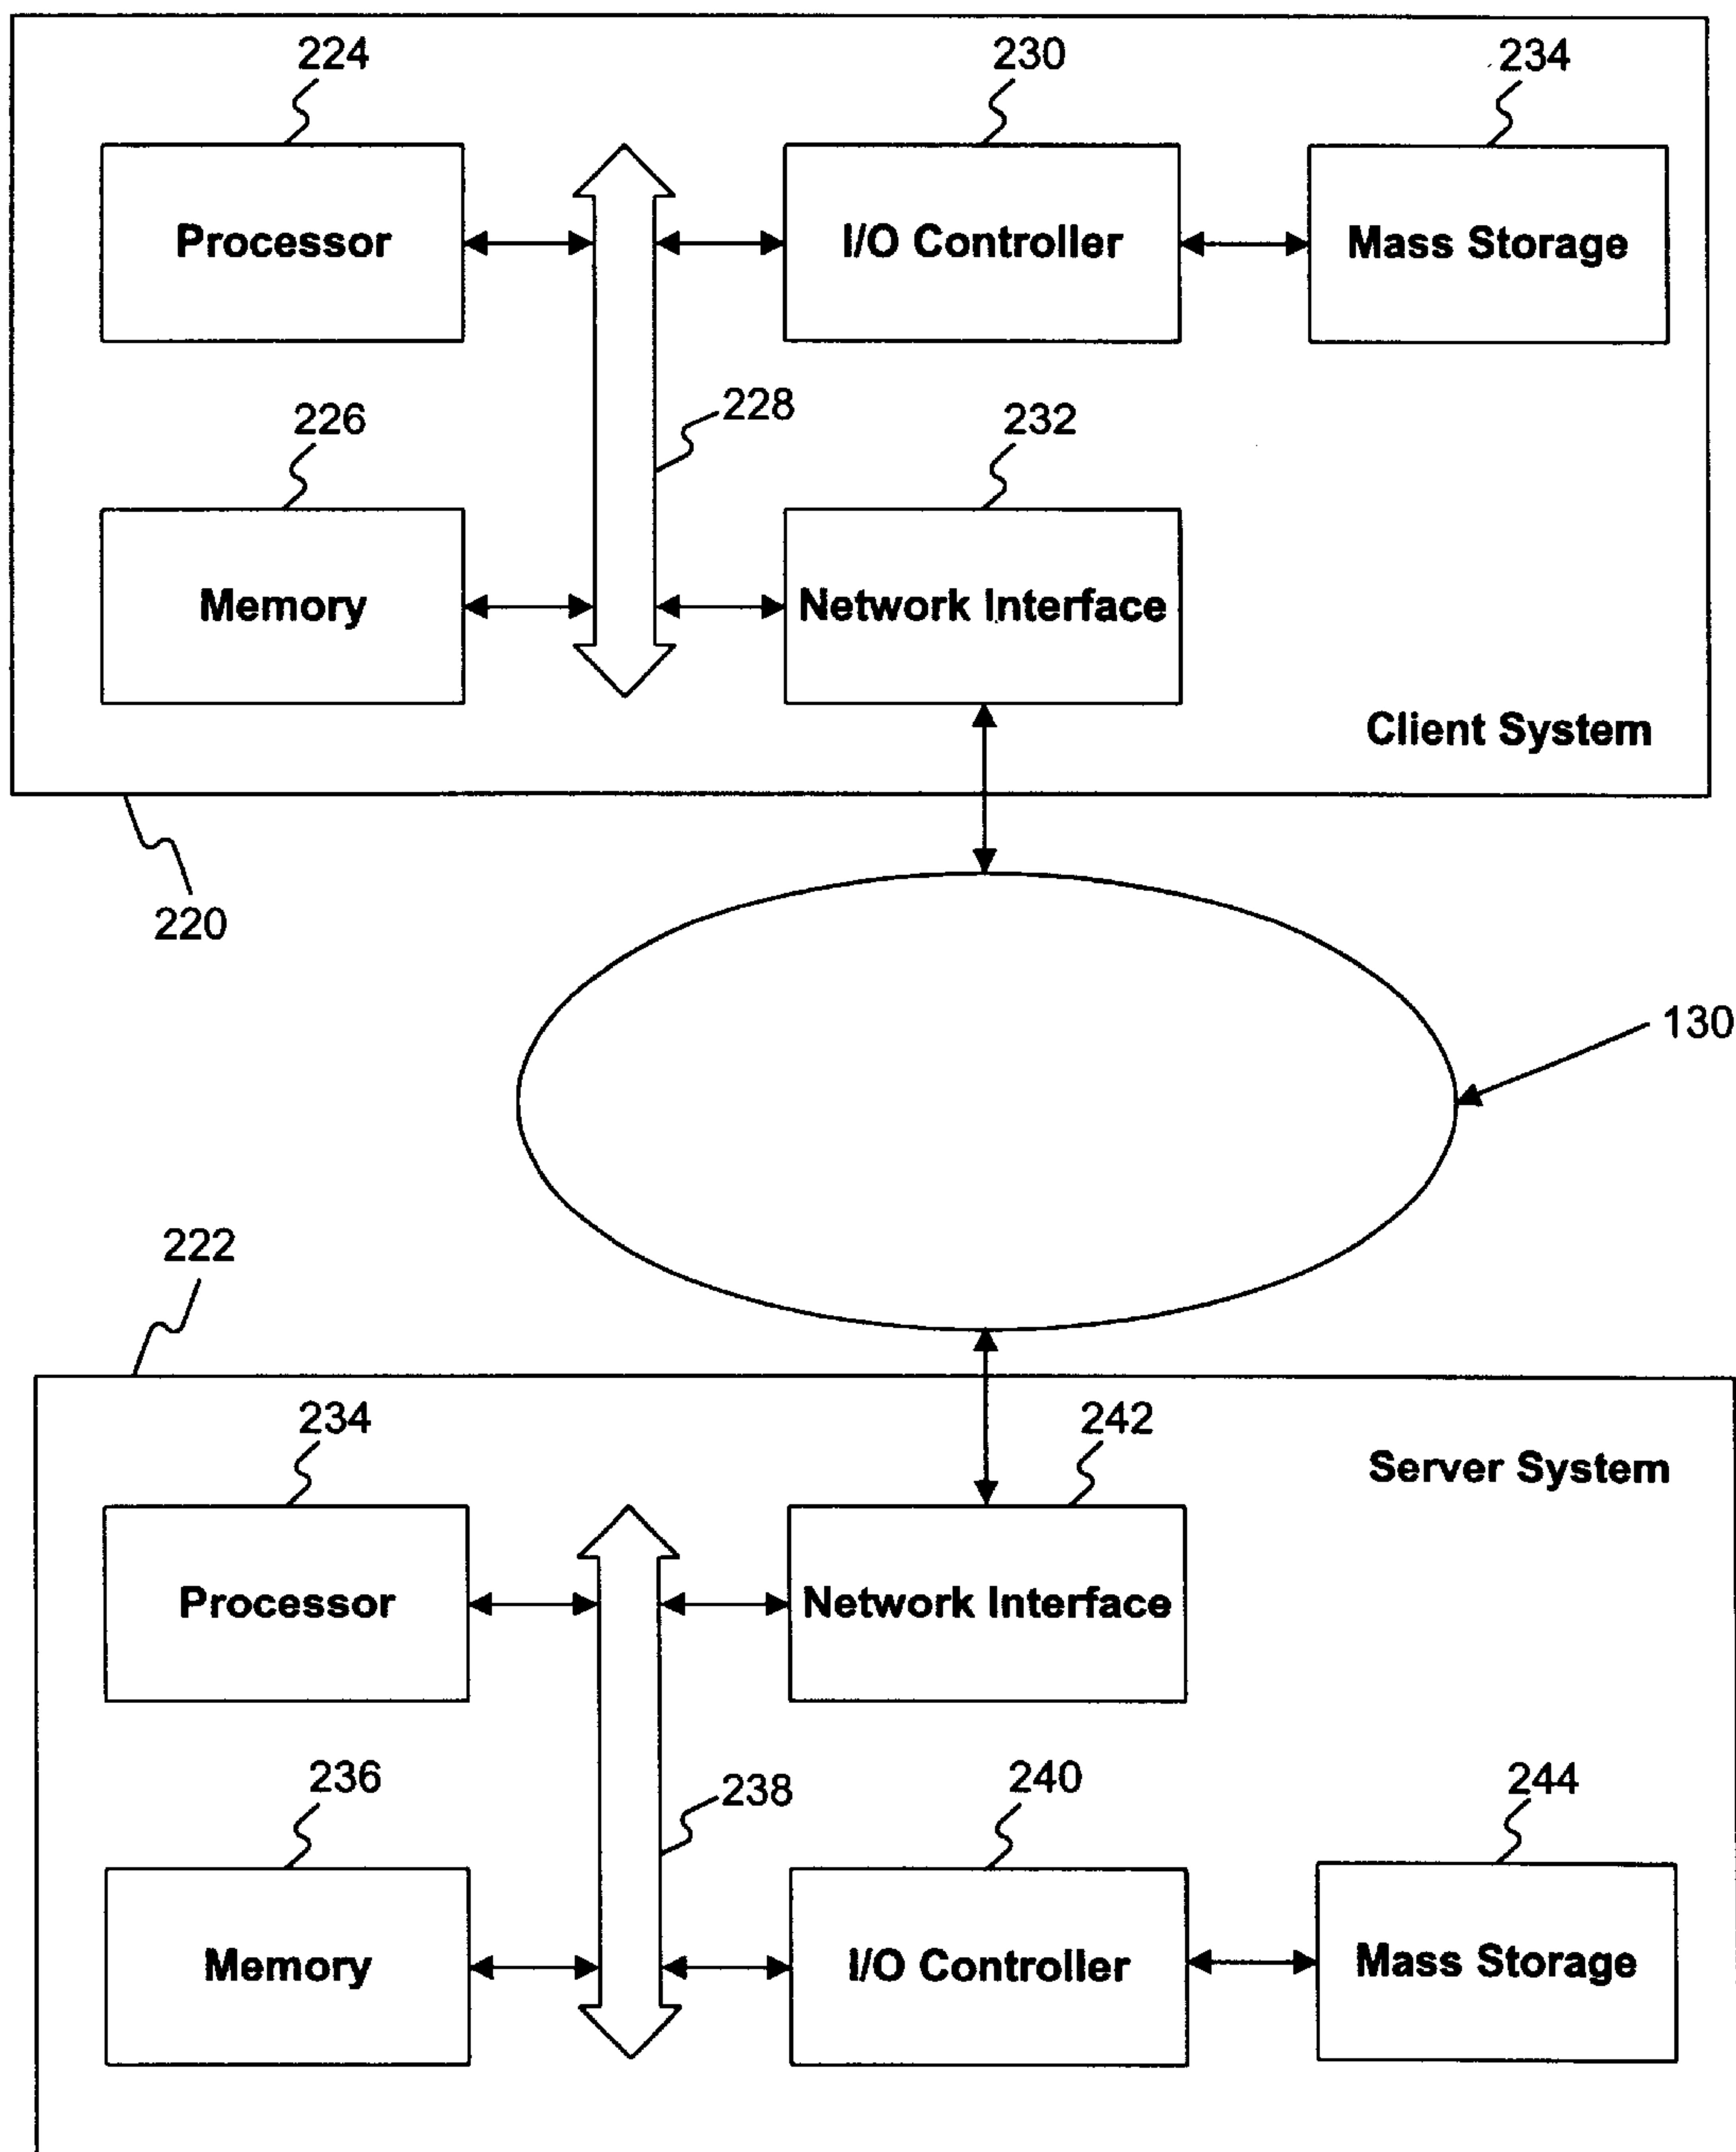 224
230
234
Processor
I/O Controller
Mass Storage
226
228
232
Memory
Network Interface
Client System
220
130
222
234
242
Server System
Processor
Network Interface
236
238
240
244
Memory
I/O Controller
Mass Storage